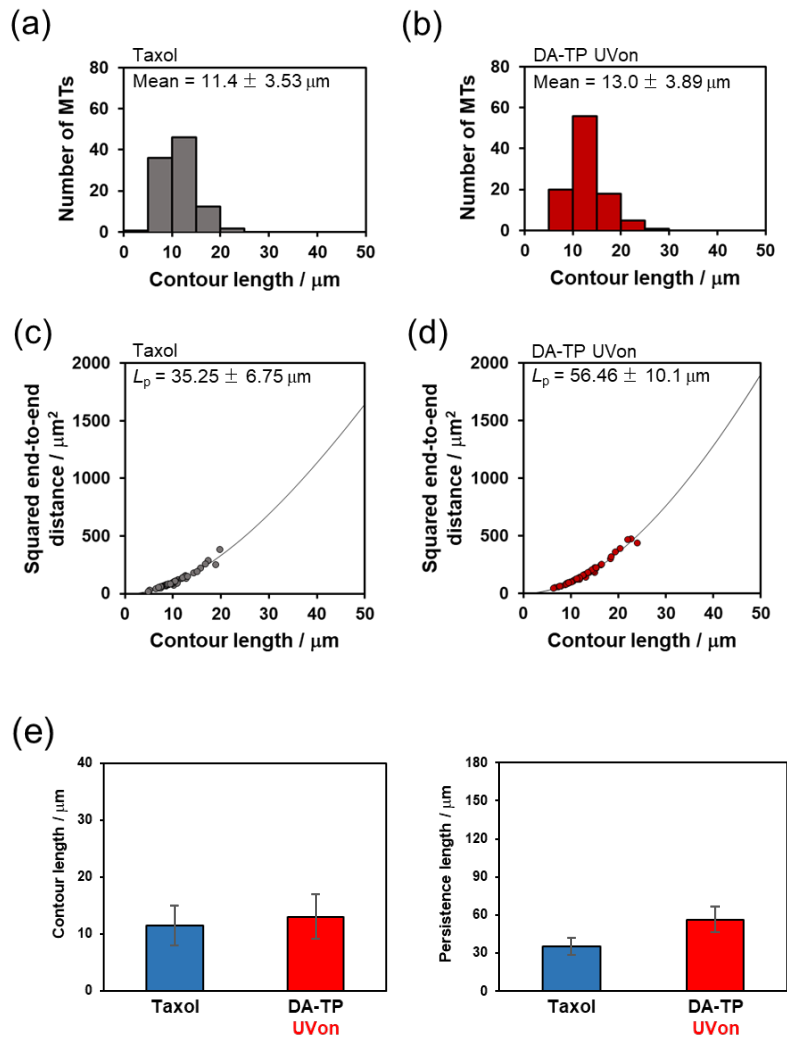 (a)
Taxol
Mean = 11.4 ± 3.53 μm
Number of MTs
80
60
40
20
0
0 10 20 30 40 50
Contour length / μm
(b)
DA-TP UVon
Mean = 13.0 ± 3.89 μm
Number of MTs
80
60
40
20
0
0 10 20 30 40 50
Contour length / μm
(c)
Taxol
Lp = 35.25 ± 6.75 μm
Squared end-to-end
distance / μm²
2000
1500
1000
500
0
0 10 20 30 40 50
Contour length / μm
(d)
DA-TP UVon
Lp = 56.46 ± 10.1 μm
Squared end-to-end
distance / μm²
2000
1500
1000
500
0
0 10 20 30 40 50
Contour length / μm
(e)
Contour length / μm
40
30
20
10
0
Taxol DA-TP
UVon
Persistence length / μm
180
150
120
90
60
30
0
Taxol DA-TP
UVon